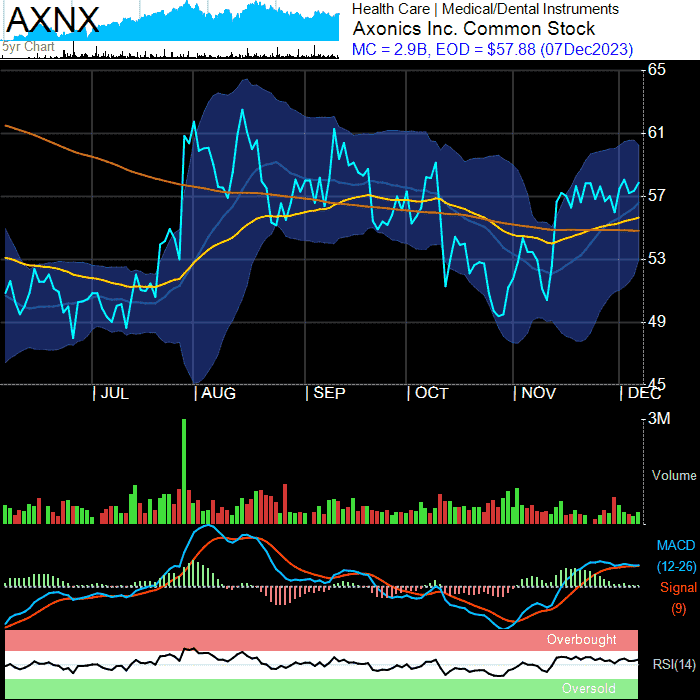 AXNX
5yr Chart
Health Care | Medical/Dental Instruments
Axonics Inc. Common Stock
MC = 2.9B, EOD = $57.88 (07Dec2023)
65
61
57
53
49
45
JUL AUG SEP OCT NOV DEC
3M
Volume
MACD
(12-26)
Signal
(9)
Overbought
RSI(14)
Oversold